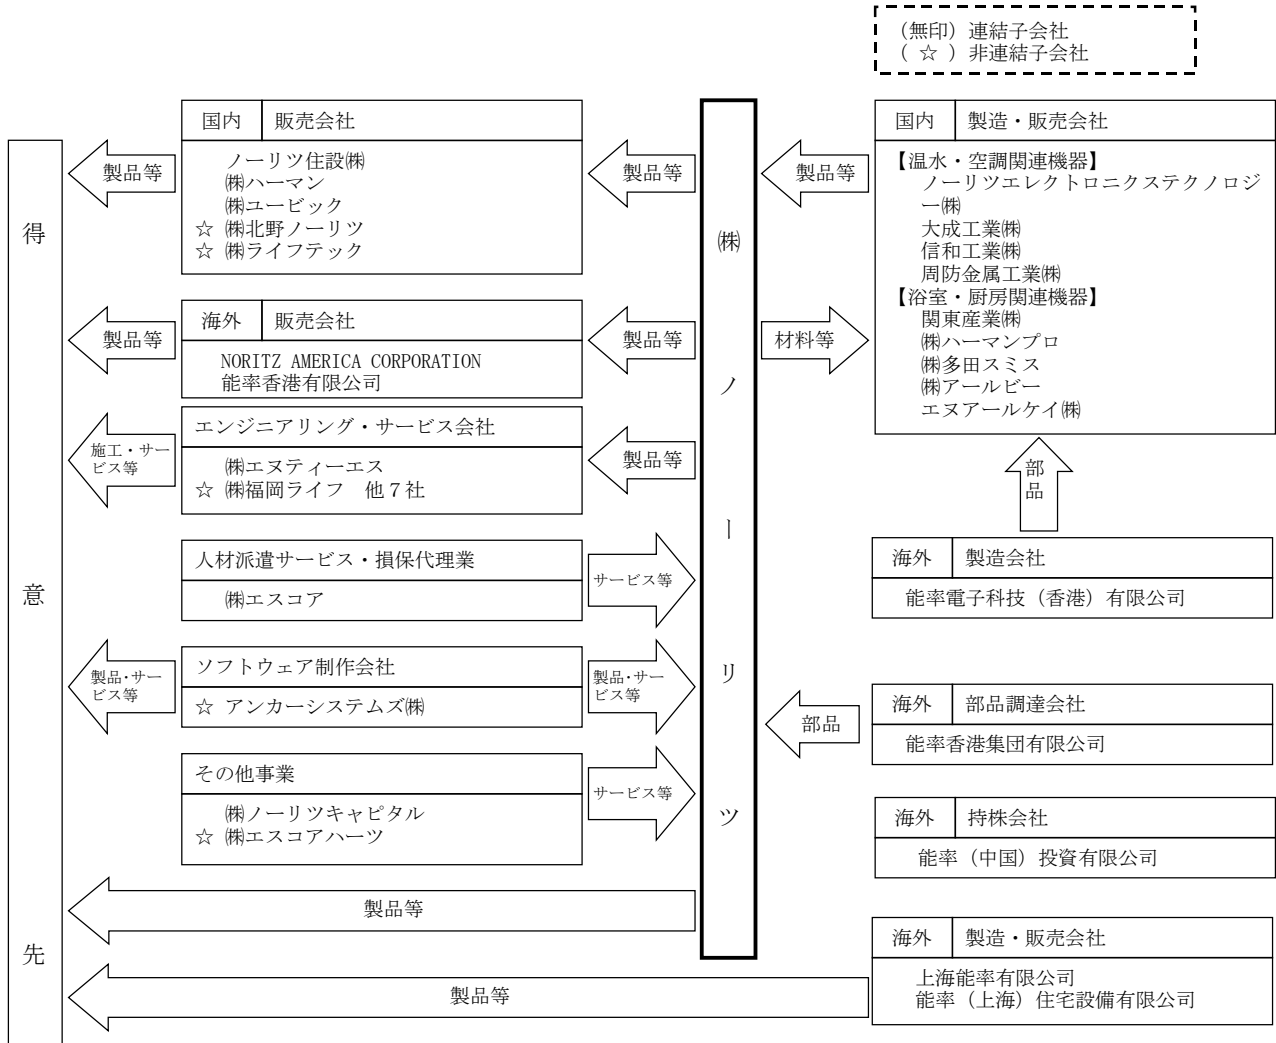 (無印) 連結子会社
( ☆ ) 非連結子会社
得意先
国内 販売会社
ノーリツ住設㈱
㈱ハーマン
㈱ユービック
☆ ㈱北野ノーリツ
☆ ㈱ライフテック
製品等
製品等
海外 販売会社
NORITZ AMERICA CORPORATION
能率香港有限公司
製品等
製品等
エンジニアリング・サービス会社
㈱エヌティーエス
☆ ㈱福岡ライフ 他7社
施工・サー
ビス等
製品等
人材派遣サービス・損保代理業
㈱エスコア
サービス等
ソフトウェア制作会社
☆ アンカーシステムズ㈱
製品・サー
ビス等
製品・サー
ビス等
その他事業
㈱ノーリツキャピタル
☆ ㈱エスコアハーツ
サービス等
製品等
製品等
㈱ノーリツ
製品等
材料等
国内 製造・販売会社
【温水・空調関連機器】
ノーリツエレクトロニクステクノロジ
ー㈱
大成工業㈱
信和工業㈱
周防金属工業㈱
【浴室・厨房関連機器】
関東産業㈱
㈱ハーマンプロ
㈱多田スミス
㈱アールビー
エヌアールケイ㈱
部
品
海外 製造会社
能率電子科技(香港)有限公司
部品
海外 部品調達会社
能率香港集団有限公司
海外 持株会社
能率(中国)投資有限公司
海外 製造・販売会社
上海能率有限公司
能率(上海)住宅設備有限公司